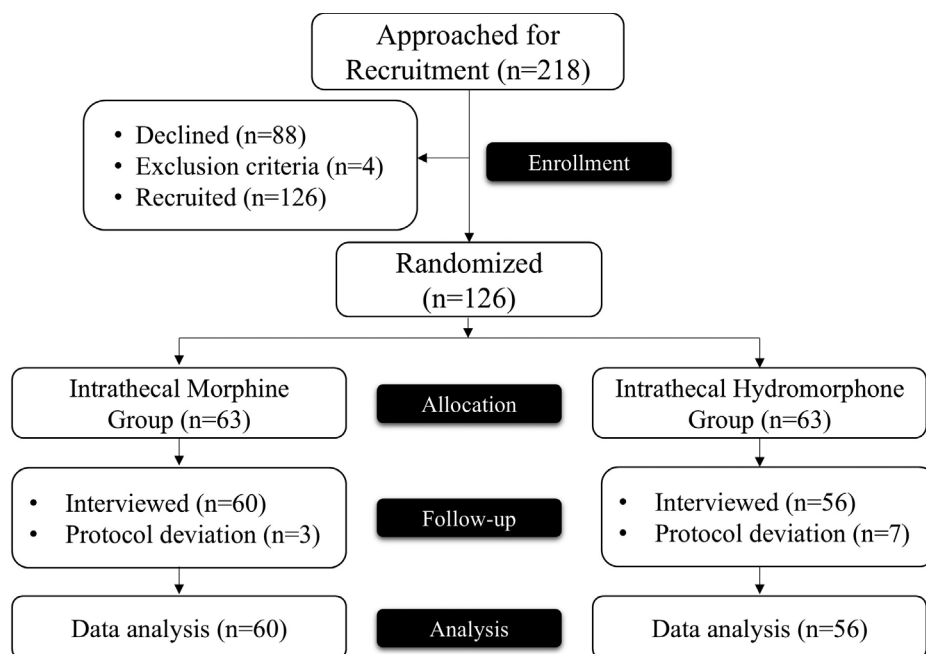 Approached for
Recruitment (n=218)
• Declined (n=88)
• Exclusion criteria (n=4)
• Recruited (n=126)
Enrollment
Randomized
(n=126)
Intrathecal Morphine
Group (n=63)
Allocation
Intrathecal Hydromorphone
Group (n=63)
• Interviewed (n=60)
• Protocol deviation (n=3)
Follow-up
• Interviewed (n=56)
• Protocol deviation (n=7)
Data analysis (n=60)
Analysis
Data analysis (n=56)